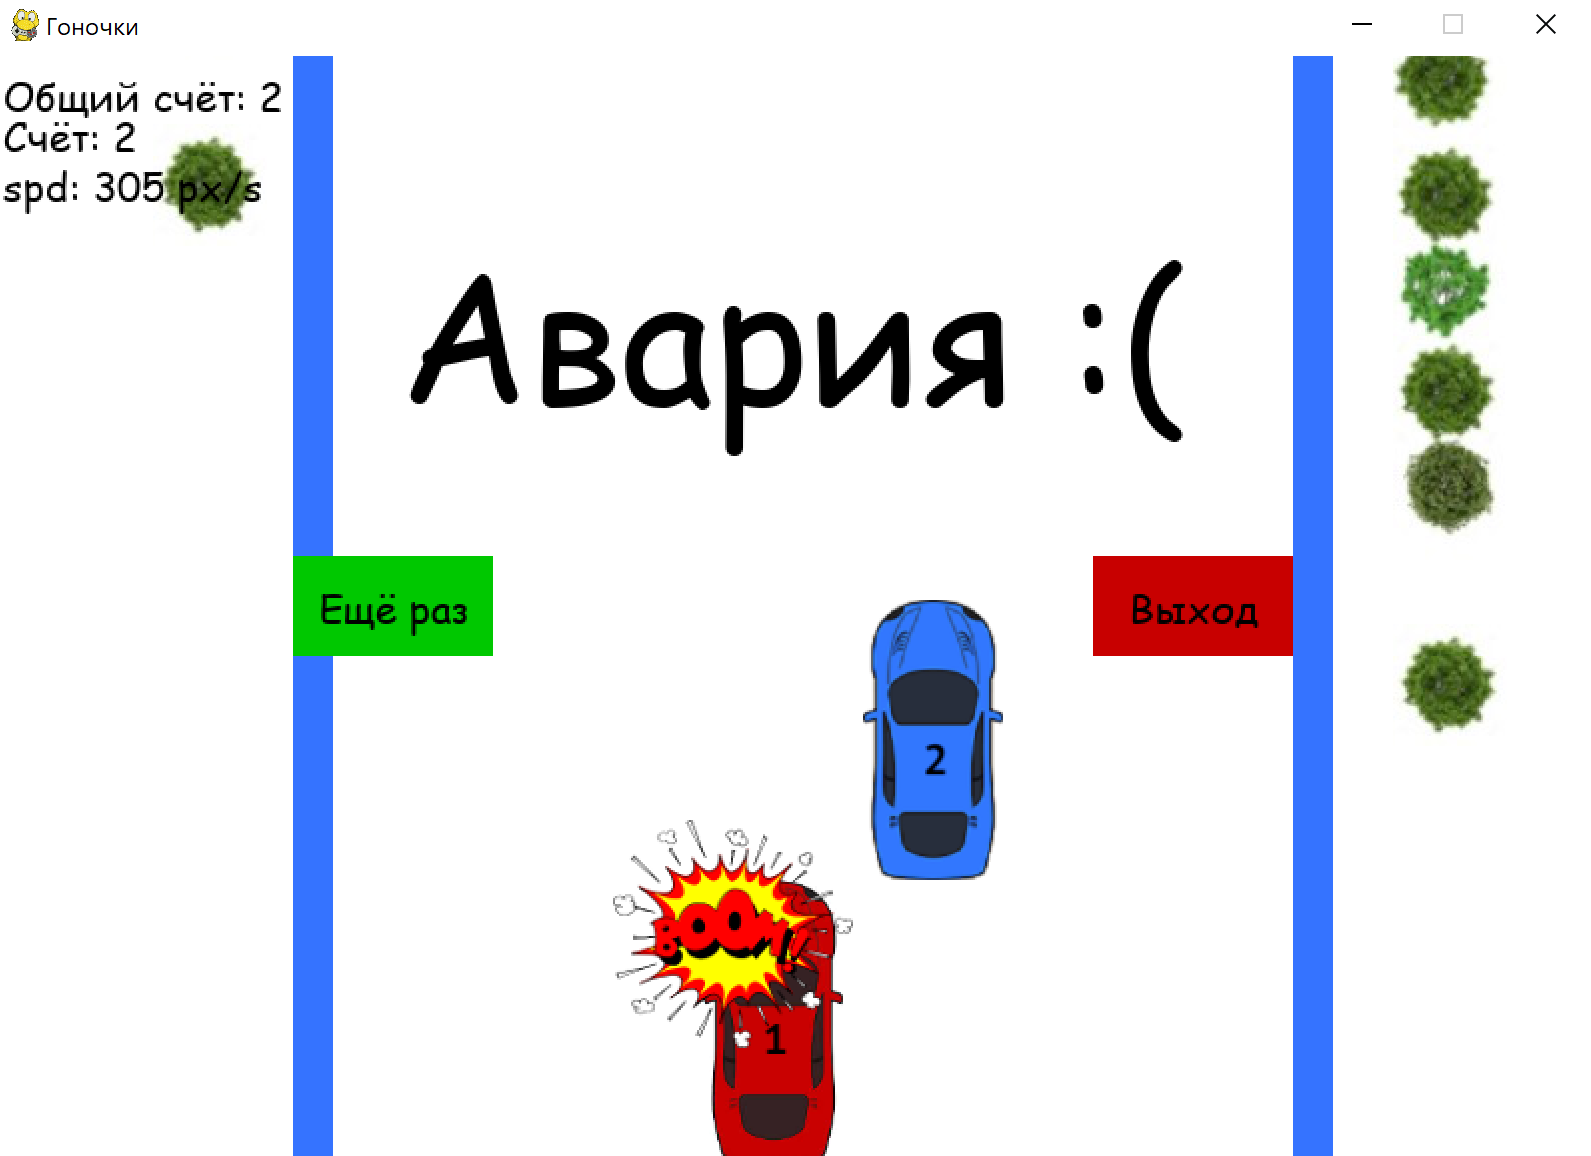 Гоночки
Общий счёт: 2
Счёт: 2
spd: 305 px/s
Авария :(
Ещё раз
Выход
2
BOOM!
1